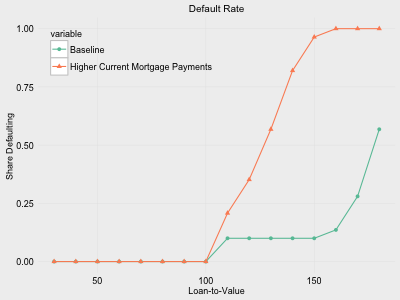 Default Rate
variable
Baseline
Higher Current Mortgage Payments
1.00
0.75
0.50
0.25
0.00
Share Defaulting
50
100
150
Loan-to-Value